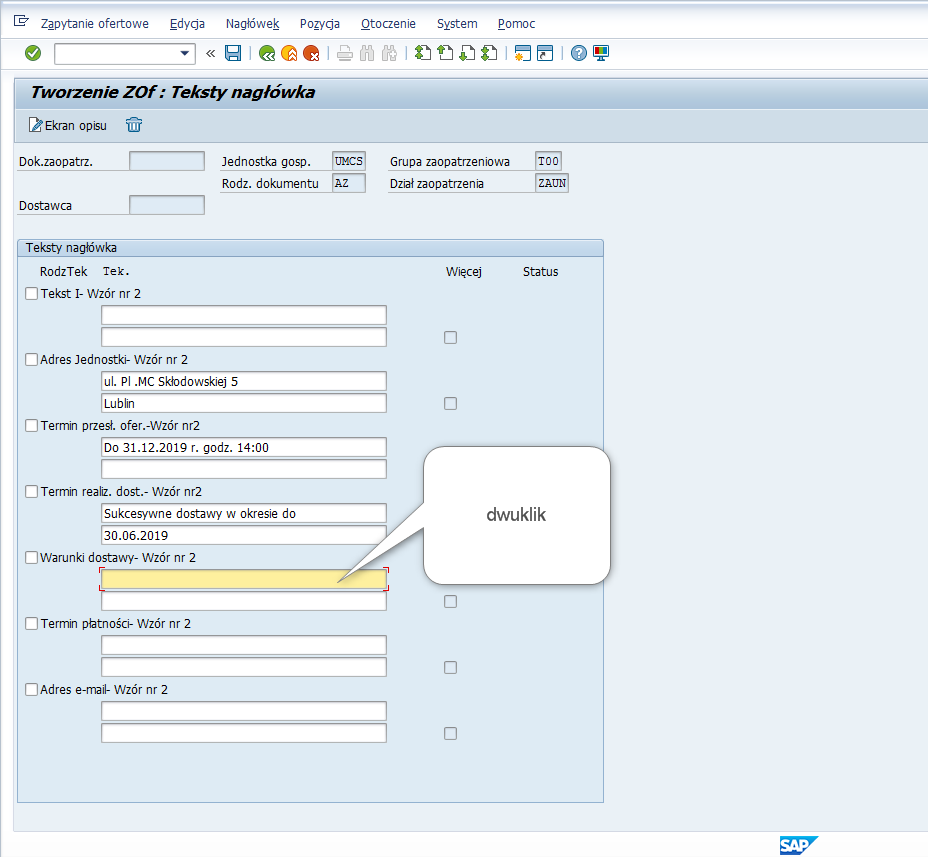 Zapytanie ofertowe Edycja Nagłówek Pozycja Otoczenie System Pomoc
Tworzenie ZOf : Teksty nagłówka
Ekran opisu
Dok.zaopatrz. Jednostka gosp. UMCS Grupa zaopatrzeniowa T00
Rodz. dokumentu AZ Dział zaopatrzenia ZAUN
Dostawca
Teksty nagłówka
RodzTek Tek. Więcej Status
Tekst I- Wzór nr 2
Adres Jednostki- Wzór nr 2
ul. Pl .MC Skłodowskiej 5
Lublin
Termin przesł. ofer.-Wzór nr2
Do 31.12.2019 r. godz. 14:00
Termin realiz. dost.- Wzór nr2
Sukcesywne dostawy w okresie do
30.06.2019
dwuklik
Warunki dostawy- Wzór nr 2
Termin płatności- Wzór nr 2
Adres e-mail- Wzór nr 2
SAP